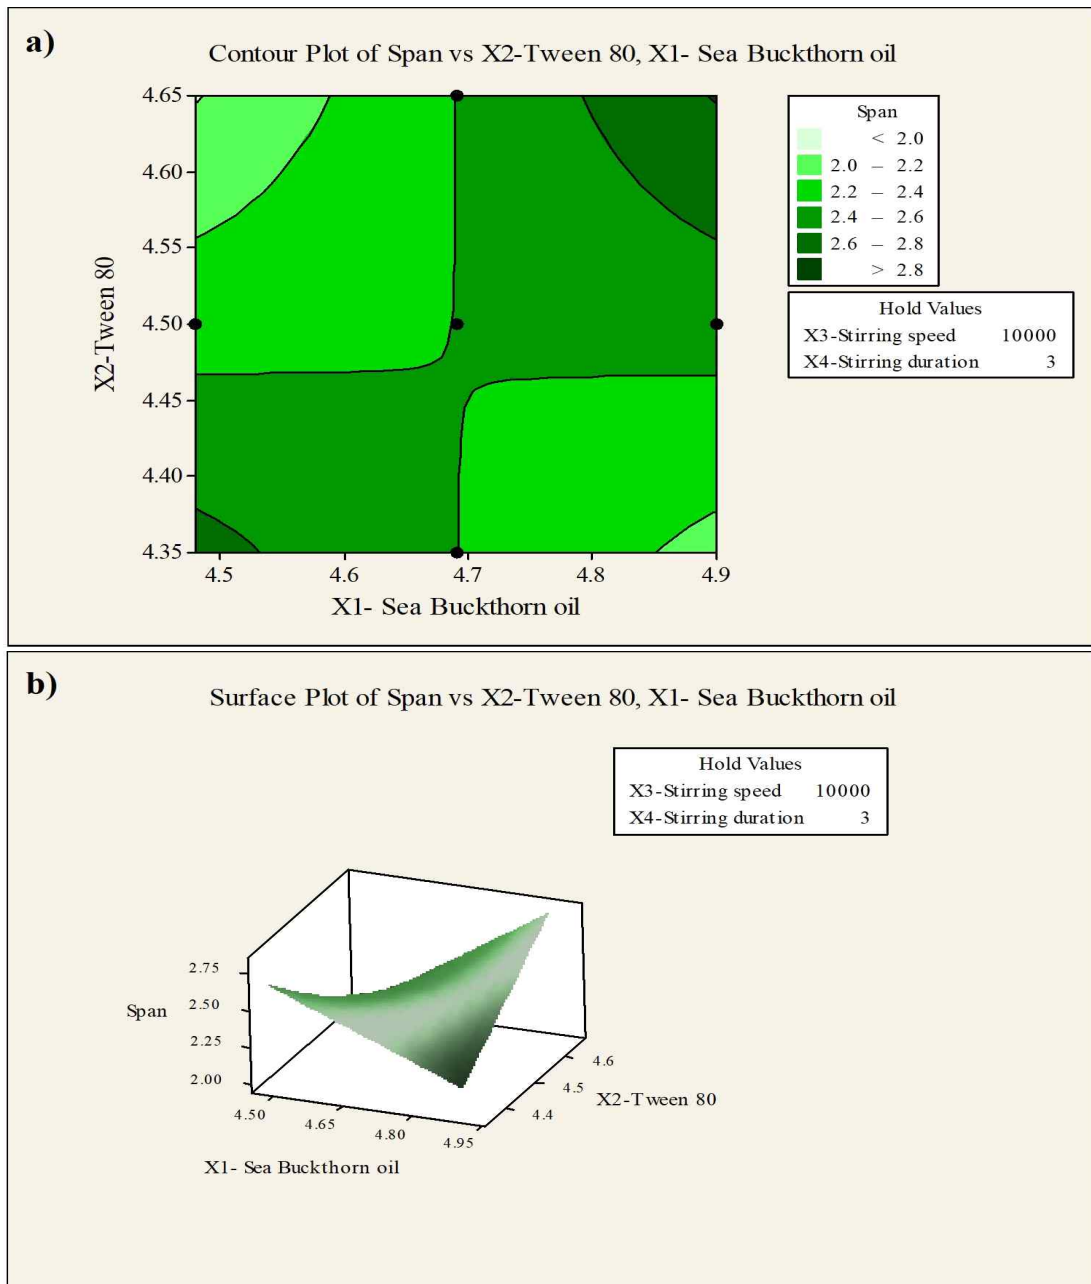 a)
Contour Plot of Span vs X2-Tween 80, X1- Sea Buckthorn oil
4.65
4.60
4.55
4.50
4.45
4.40
4.35
X2-Tween 80
4.5 4.6 4.7 4.8 4.9
X1- Sea Buckthorn oil
Span
< 2.0
2.0 – 2.2
2.2 – 2.4
2.4 – 2.6
2.6 – 2.8
> 2.8
Hold Values
X3-Stirring speed 10000
X4-Stirring duration 3
b)
Surface Plot of Span vs X2-Tween 80, X1- Sea Buckthorn oil
Hold Values
X3-Stirring speed 10000
X4-Stirring duration 3
2.75
2.50
2.25
2.00
Span
4.50 4.65 4.80 4.95
X1- Sea Buckthorn oil
4.6
4.5
4.4
X2-Tween 80